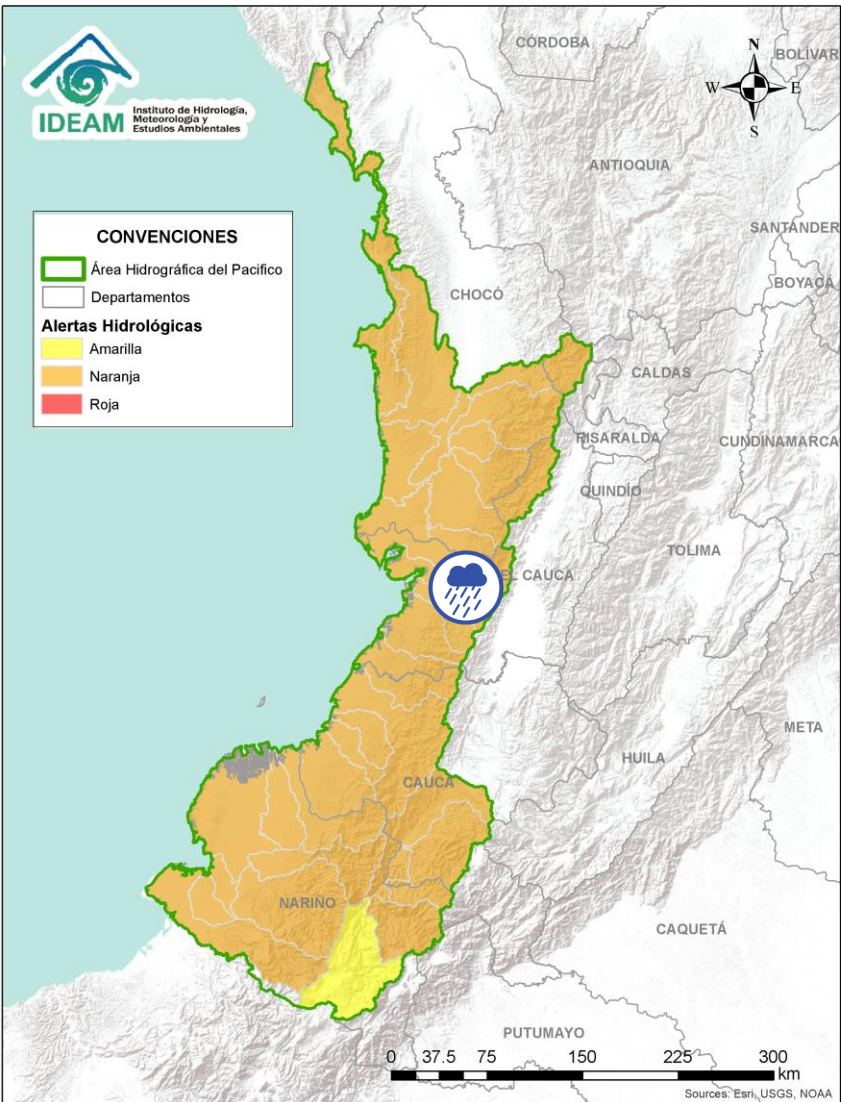 IDEAM
Instituto de Hidrología,
Meteorología y
Estudios Ambientales
N
W
E
S
CÓRDOBA
BOLIVAR
ANTIOQUIA
SANTANDER
BOYACÁ
CHOCÓ
CONVENCIONES
Área Hidrográfica del Pacifico
Departamentos
Alertas Hidrológicas
Amarilla
Naranja
Roja
CALDAS
RISARALDA
CUNDINAMARCA
QUINDÍO
TOLIMA
EL CAUCA
META
HUILA
CAUCA
NARIÑO
CAQUETÁ
PUTUMAYO
0 37.5 75 150 225 300
km
Sources: Esri, USGS, NOAA